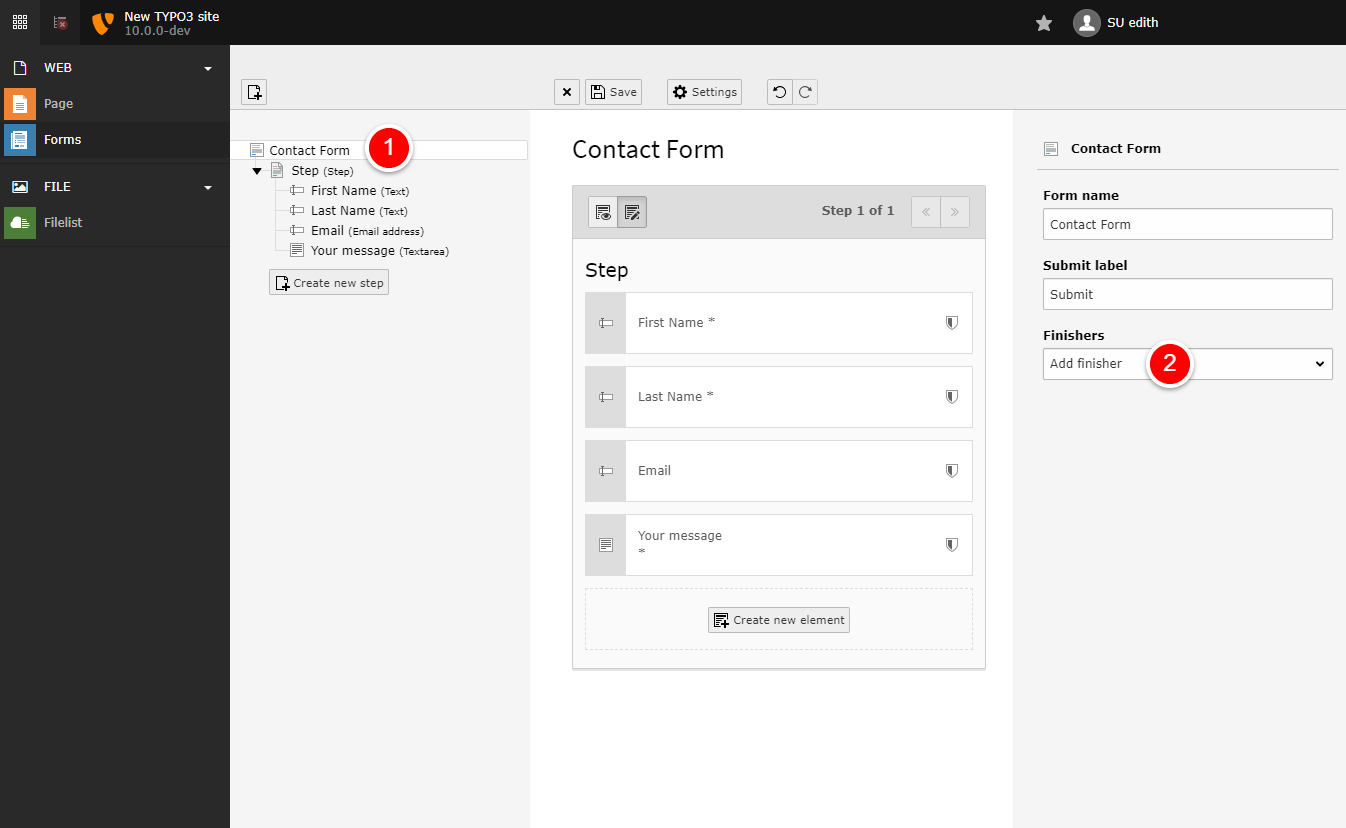 New TYPO3 site
10.0.0-dev
SU edith
WEB
Page
Forms
FILE
Filelist
Save
Settings
Contact Form
1
Step (Step)
First Name (Text)
Last Name (Text)
Email (Email address)
Your message (Textarea)
Create new step
Contact Form
Step 1 of 1
Step
First Name *
Last Name *
Email
Your message
*
Create new element
Contact Form
Form name
Contact Form
Submit label
Submit
Finishers
Add finisher
2